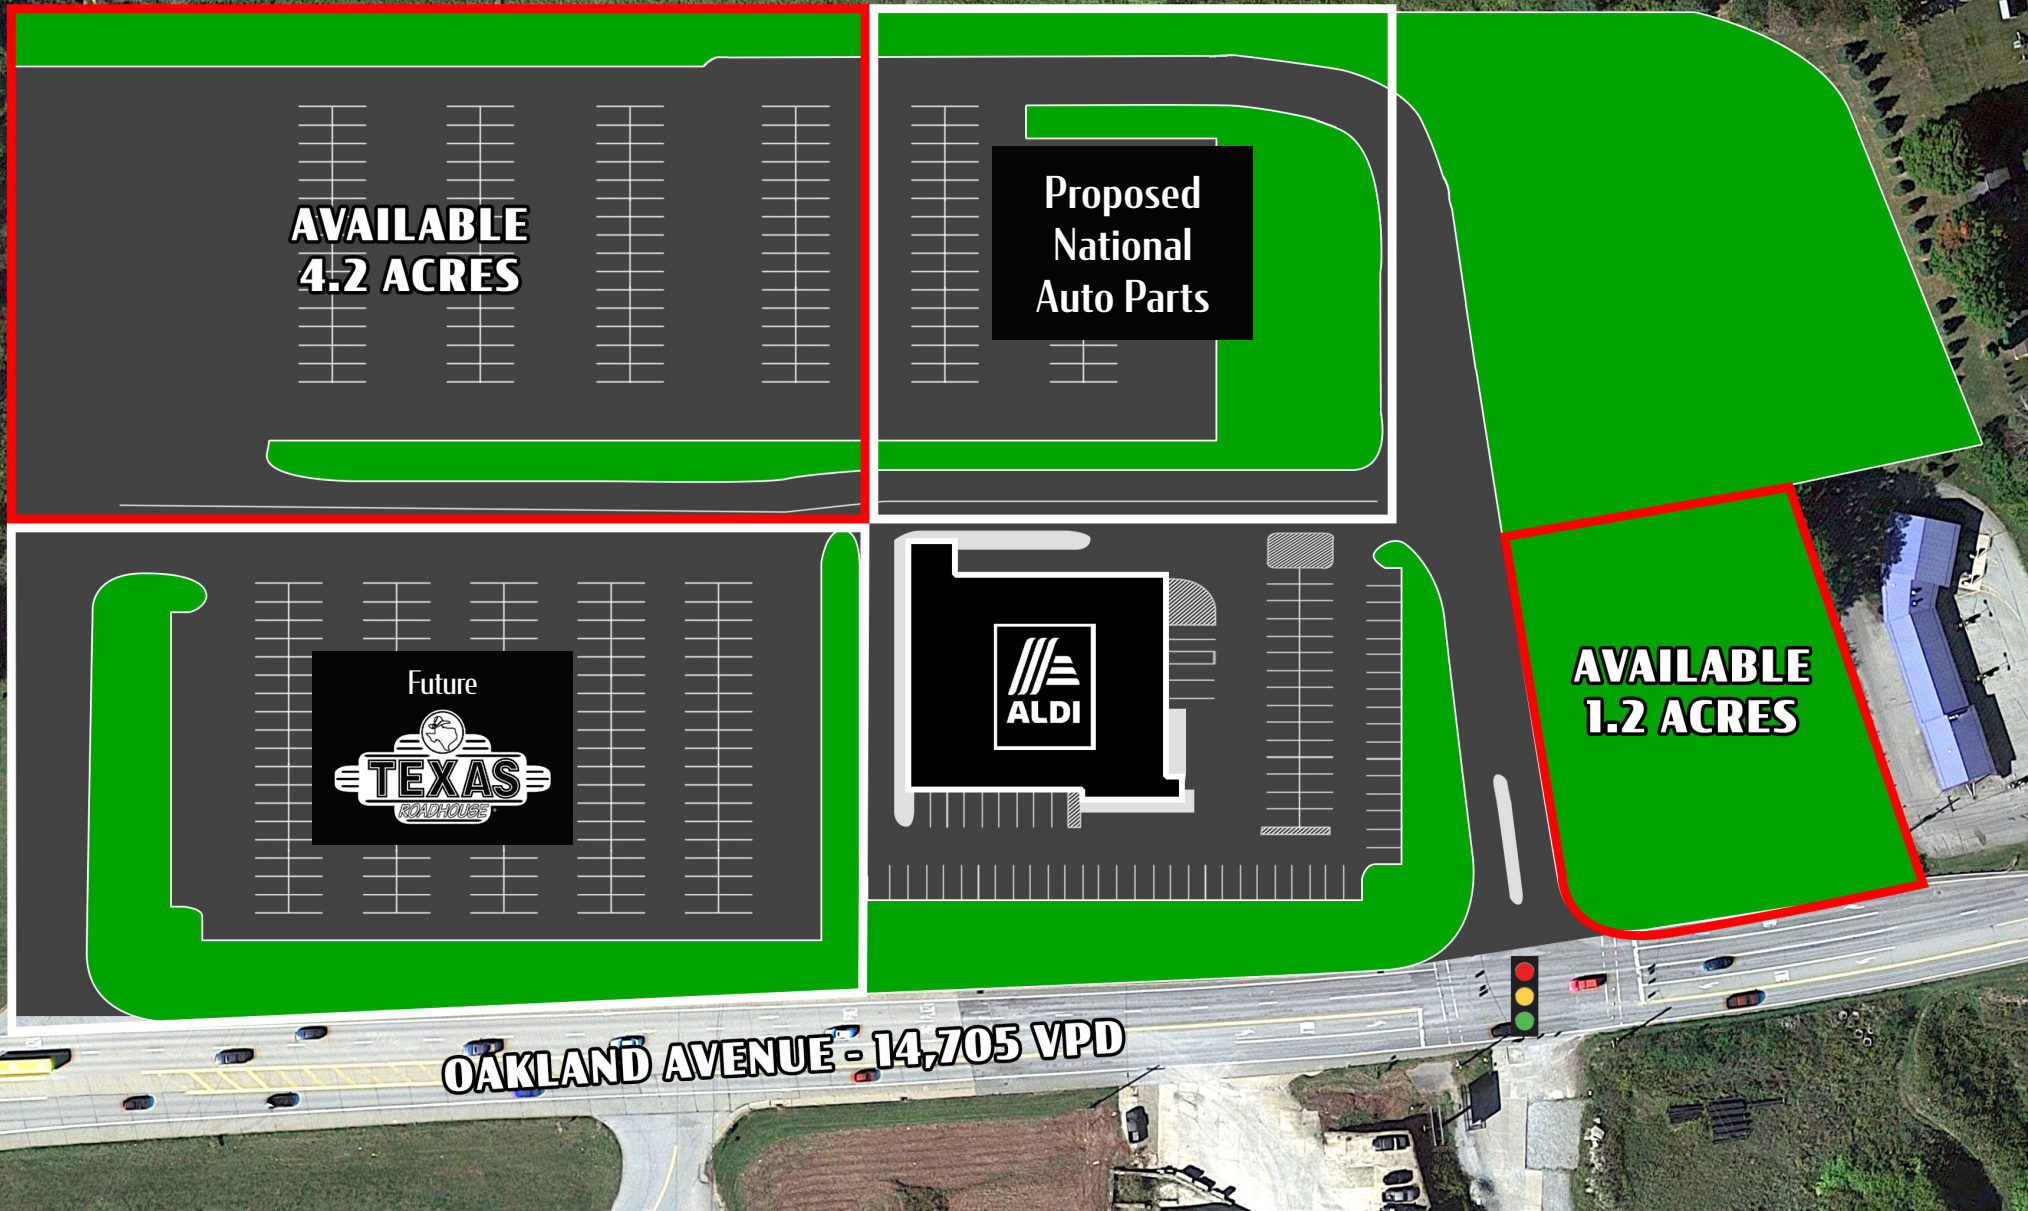 AVAILABLE
4.2 ACRES
Proposed
National
Auto Parts
Future
TEXAS
ROADHOUSE
ALDI
AVAILABLE
1.2 ACRES
OAKLAND AVENUE - 14,705 VPD